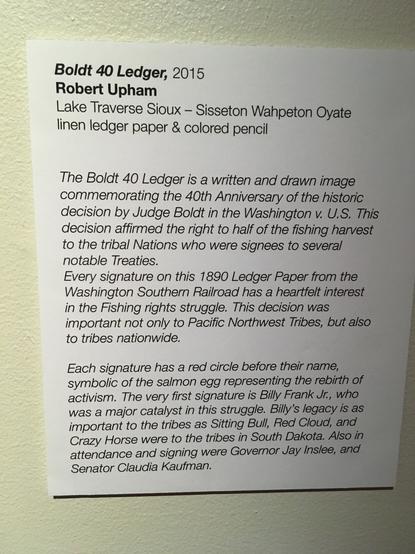 Boldt 40 Ledger, 2015
Robert Upham
Lake Traverse Sioux – Sisseton Wahpeton Oyate
linen ledger paper & colored pencil
The Boldt 40 Ledger is a written and drawn image
commemorating the 40th Anniversary of the historic
decision by Judge Boldt in the Washington v. U.S. This
decision affirmed the right to half of the fishing harvest
to the tribal Nations who were signees to several
notable Treaties.
Every signature on this 1890 Ledger Paper from the
Washington Southern Railroad has a heartfelt interest
in the Fishing rights struggle. This decision was
important not only to Pacific Northwest Tribes, but also
to tribes nationwide.
Each signature has a red circle before their name,
symbolic of the salmon egg representing the rebirth of
activism. The very first signature is Billy Frank Jr., who
was a major catalyst in this struggle. Billy's legacy is as
important to the tribes as Sitting Bull, Red Cloud, and
Crazy Horse were to the tribes in South Dakota. Also in
attendance and signing were Governor Jay Inslee, and
Senator Claudia Kaufman.